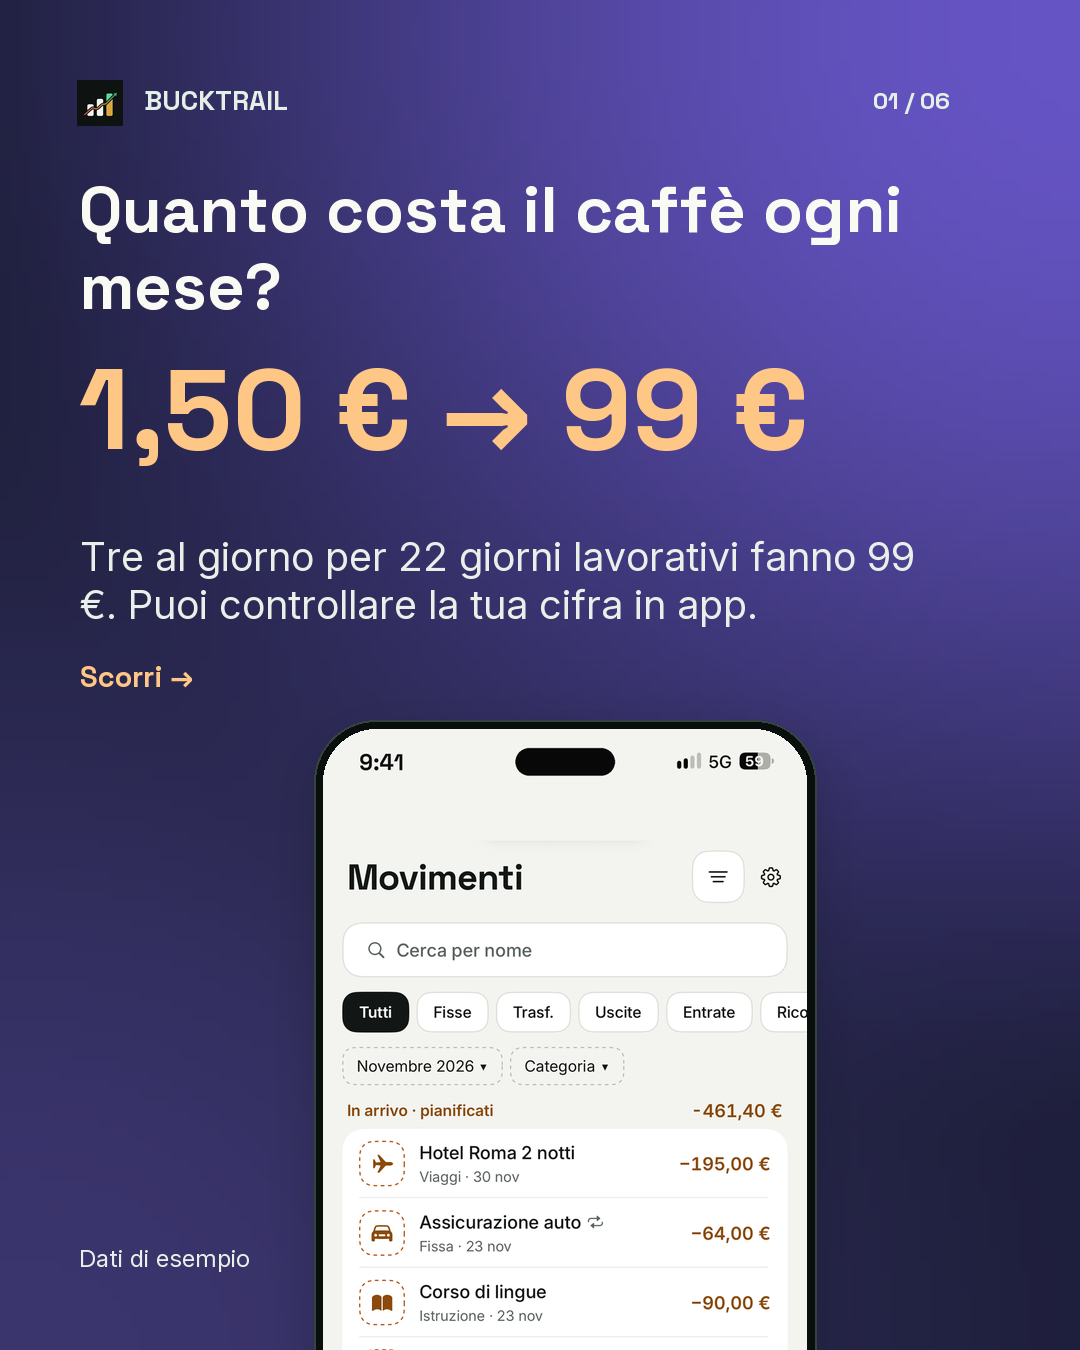 BUCKTRAIL
01 / 06
Quanto costa il caffè ogni
mese?
1,50 € → 99 €
Tre al giorno per 22 giorni lavorativi fanno 99
€. Puoi controllare la tua cifra in app.
Scorri →
9:41
5G 59
Movimenti
Cerca per nome
Tutti Fisse Trasf. Uscite Entrate Rico
Novembre 2026 ▾ Categoria ▾
In arrivo · pianificati -461,40 €
Hotel Roma 2 notti
Viaggi · 30 nov
−195,00 €
Assicurazione auto
Fissa · 23 nov
−64,00 €
Corso di lingue
Istruzione · 23 nov
−90,00 €
Dati di esempio